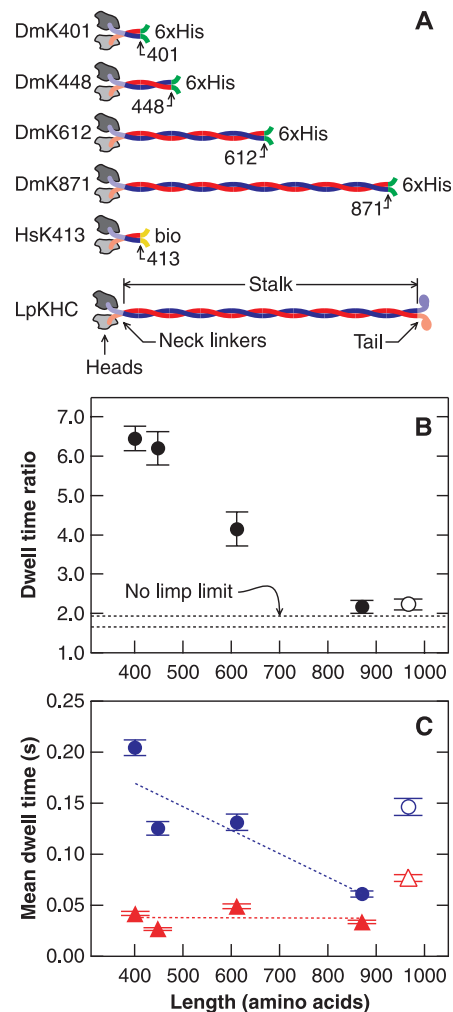 A
DmK401 6xHis
401
DmK448 6xHis
448
DmK612 6xHis
612
DmK871 6xHis
871
HsK413 bio
413
Stalk
LpKHC
Neck linkers Tail
Heads
B
Dwell time ratio
7.0
6.0
5.0
4.0
3.0
2.0
1.0
No limp limit
400 500 600 700 800 900 1000
C
Mean dwell time (s)
0.25
0.20
0.15
0.10
0.05
0.00
400 500 600 700 800 900 1000
Length (amino acids)